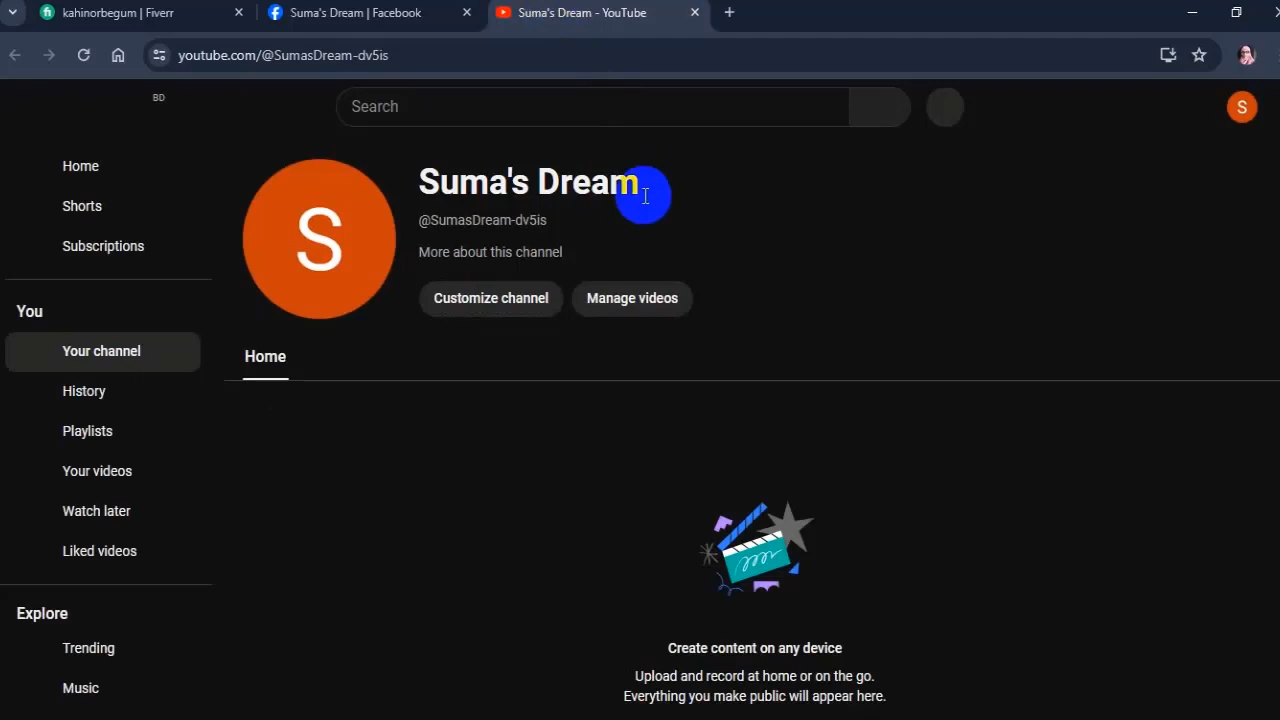 kahinorbegum | Fiverr
Suma's Dream | Facebook
Suma's Dream - YouTube
youtube.com/@SumasDream-dv5is
BD
Search
S
Home
Shorts
Subscriptions
You
Your channel
History
Playlists
Your videos
Watch later
Liked videos
Explore
Trending
Music
S
Suma's Dream
@SumasDream-dv5is
More about this channel
Customize channel
Manage videos
Home
Create content on any device
Upload and record at home or on the go.
Everything you make public will appear here.